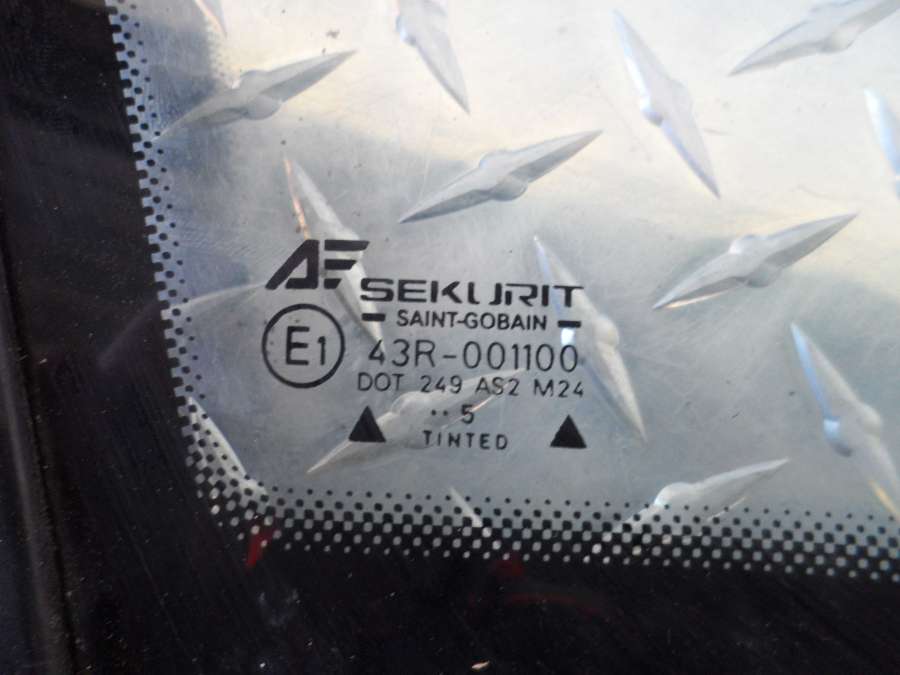 AF
SEKURIT
SAINT-GOBAIN
E1 43R-001100
DOT 249 AS2 M24
..5
TINTED